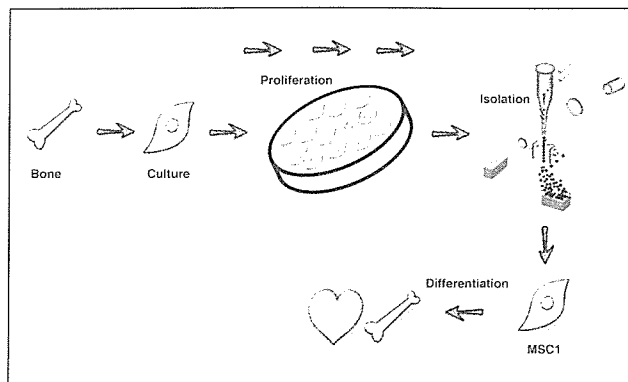 Proliferation
Isolation
Bone
Culture
Differentiation
MSC1